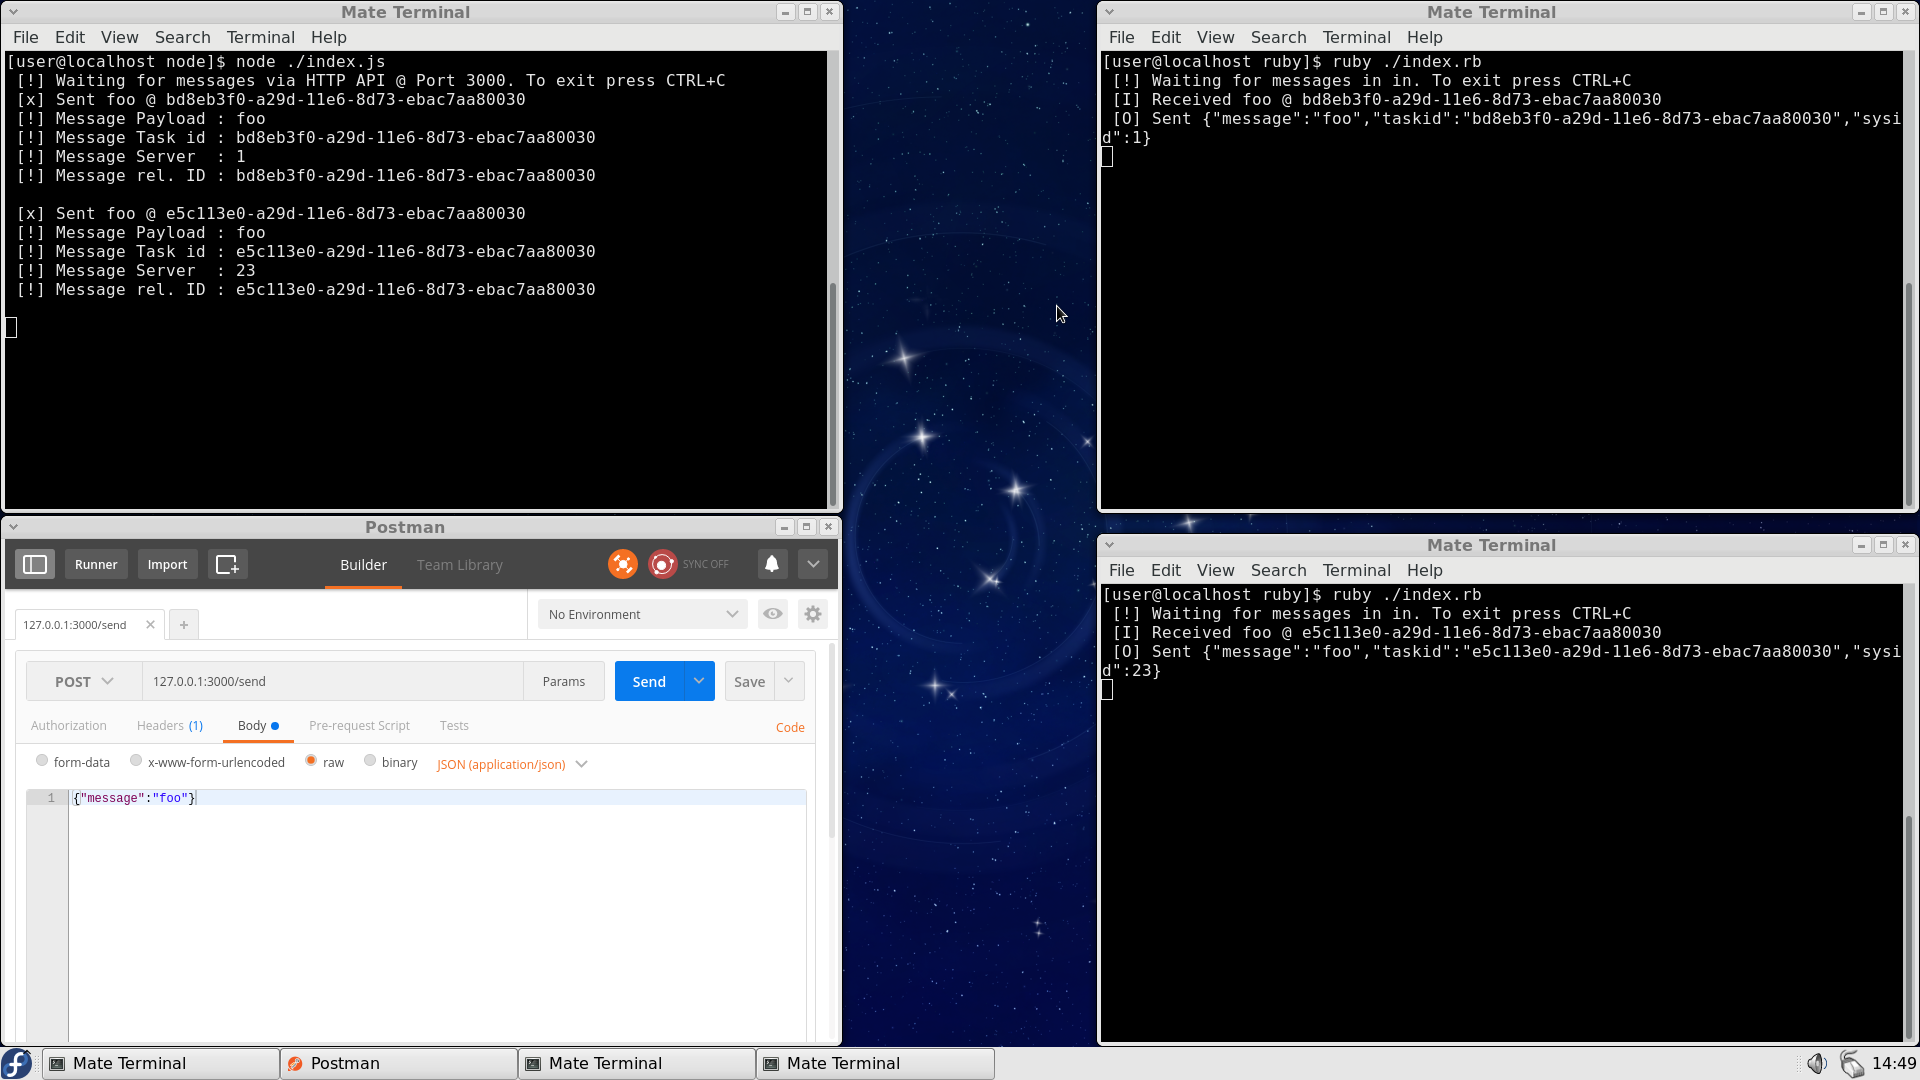 Mate Terminal
File Edit View Search Terminal Help
[user@localhost node]$ node ./index.js
[!] Waiting for messages via HTTP API @ Port 3000. To exit press CTRL+C
[x] Sent foo @ bd8eb3f0-a29d-11e6-8d73-ebac7aa80030
[!] Message Payload : foo
[!] Message Task id : bd8eb3f0-a29d-11e6-8d73-ebac7aa80030
[!] Message Server  : 1
[!] Message rel. ID : bd8eb3f0-a29d-11e6-8d73-ebac7aa80030
[x] Sent foo @ e5c113e0-a29d-11e6-8d73-ebac7aa80030
[!] Message Payload : foo
[!] Message Task id : e5c113e0-a29d-11e6-8d73-ebac7aa80030
[!] Message Server  : 23
[!] Message rel. ID : e5c113e0-a29d-11e6-8d73-ebac7aa80030
Mate Terminal
File Edit View Search Terminal Help
[user@localhost ruby]$ ruby ./index.rb
[!] Waiting for messages in in. To exit press CTRL+C
[I] Received foo @ bd8eb3f0-a29d-11e6-8d73-ebac7aa80030
[O] Sent {"message":"foo","taskid":"bd8eb3f0-a29d-11e6-8d73-ebac7aa80030","sysi
d":1}
Postman
Runner Import Builder Team Library SYNC OFF
127.0.0.1:3000/send No Environment
POST 127.0.0.1:3000/send Params Send Save
Authorization Headers (1) Body Pre-request Script Tests Code
form-data x-www-form-urlencoded raw binary JSON (application/json)
1 {"message":"foo"}
Mate Terminal
File Edit View Search Terminal Help
[user@localhost ruby]$ ruby ./index.rb
[!] Waiting for messages in in. To exit press CTRL+C
[I] Received foo @ e5c113e0-a29d-11e6-8d73-ebac7aa80030
[O] Sent {"message":"foo","taskid":"e5c113e0-a29d-11e6-8d73-ebac7aa80030","sysi
d":23}
Mate Terminal Postman Mate Terminal Mate Terminal 14:49